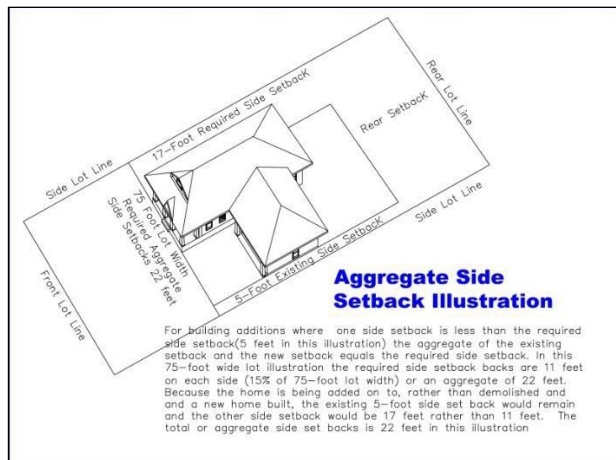 Side Lot Line
17-Foot Required Side Setback
Rear Lot Line
Rear Setback
75 Foot Lot Width
Required Aggregate
Side Setbacks 22 feet
Front Lot Line
5-Foot Existing Side Setback
Side Lot Line
Aggregate Side
Setback Illustration
For building additions where one side setback is less than the required
side setback(5 feet in this illustration) the aggregate of the existing
setback and the new setback equals the required side setback. In this
75-foot wide lot illustration the required side setback backs are 11 feet
on each side (15% of 75-foot lot width) or an aggregate of 22 feet.
Because the home is being added on to, rather than demolished and
and a new home built, the existing 5-foot side set back would remain
and the other side setback would be 17 feet rather than 11 feet. The
total or aggregate side set backs is 22 feet in this illustration